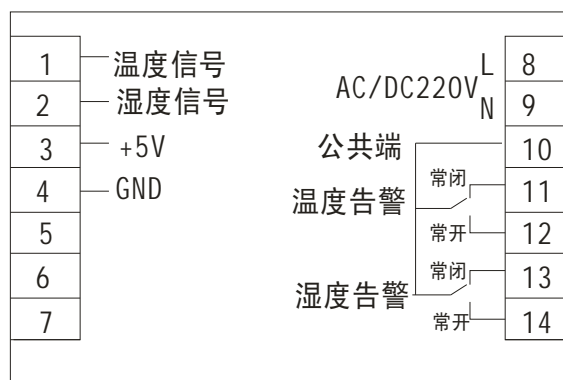 1 温度信号
2 湿度信号
3 +5V
4 GND
5
6
7
AC/DC220V
L 8
N 9
公共端 10
温度告警
常闭 11
常开 12
湿度告警
常闭 13
常开 14